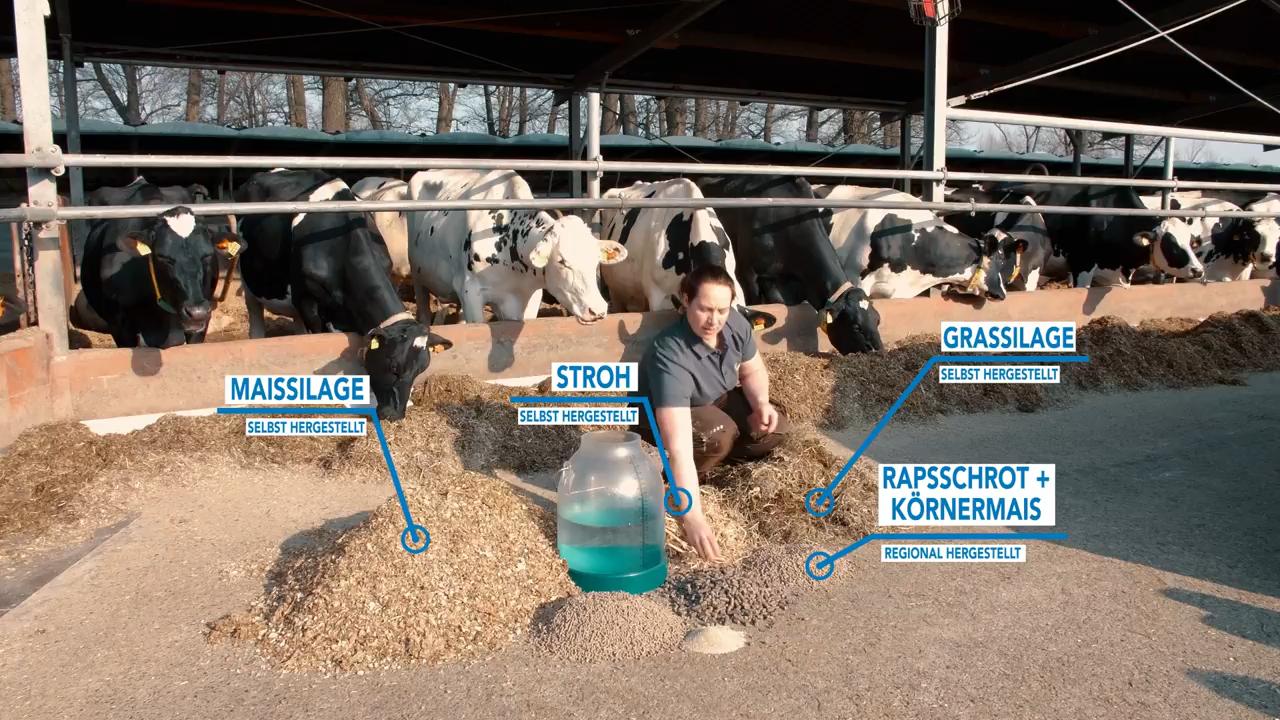 MAISSILAGE
SELBST HERGESTELLT
STROH
SELBST HERGESTELLT
GRASSILAGE
SELBST HERGESTELLT
RAPSSCHROT +
KÖRNERMAIS
REGIONAL HERGESTELLT